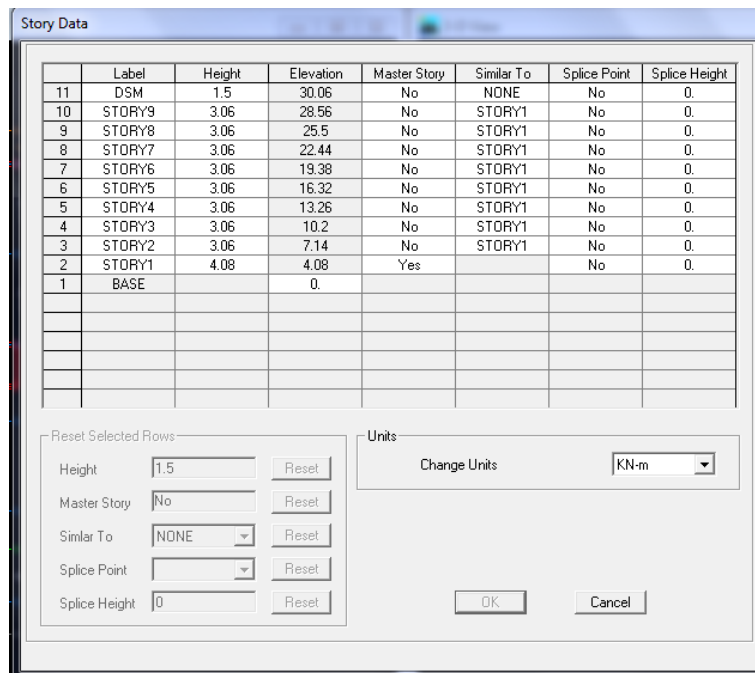 Story Data
Label Height Elevation Master Story Similar To Splice Point Splice Height
11 DSM 1.5 30.06 No NONE No 0.
10 STORY9 3.06 28.56 No STORY1 No 0.
9 STORY8 3.06 25.5 No STORY1 No 0.
8 STORY7 3.06 22.44 No STORY1 No 0.
7 STORY6 3.06 19.38 No STORY1 No 0.
6 STORY5 3.06 16.32 No STORY1 No 0.
5 STORY4 3.06 13.26 No STORY1 No 0.
4 STORY3 3.06 10.2 No STORY1 No 0.
3 STORY2 3.06 7.14 No STORY1 No 0.
2 STORY1 4.08 4.08 Yes No 0.
1 BASE 0.
Reset Selected Rows
Height 1.5 Reset
Master Story No Reset
Simlar To NONE Reset
Splice Point Reset
Splice Height 0 Reset
Units
Change Units KN-m
OK Cancel